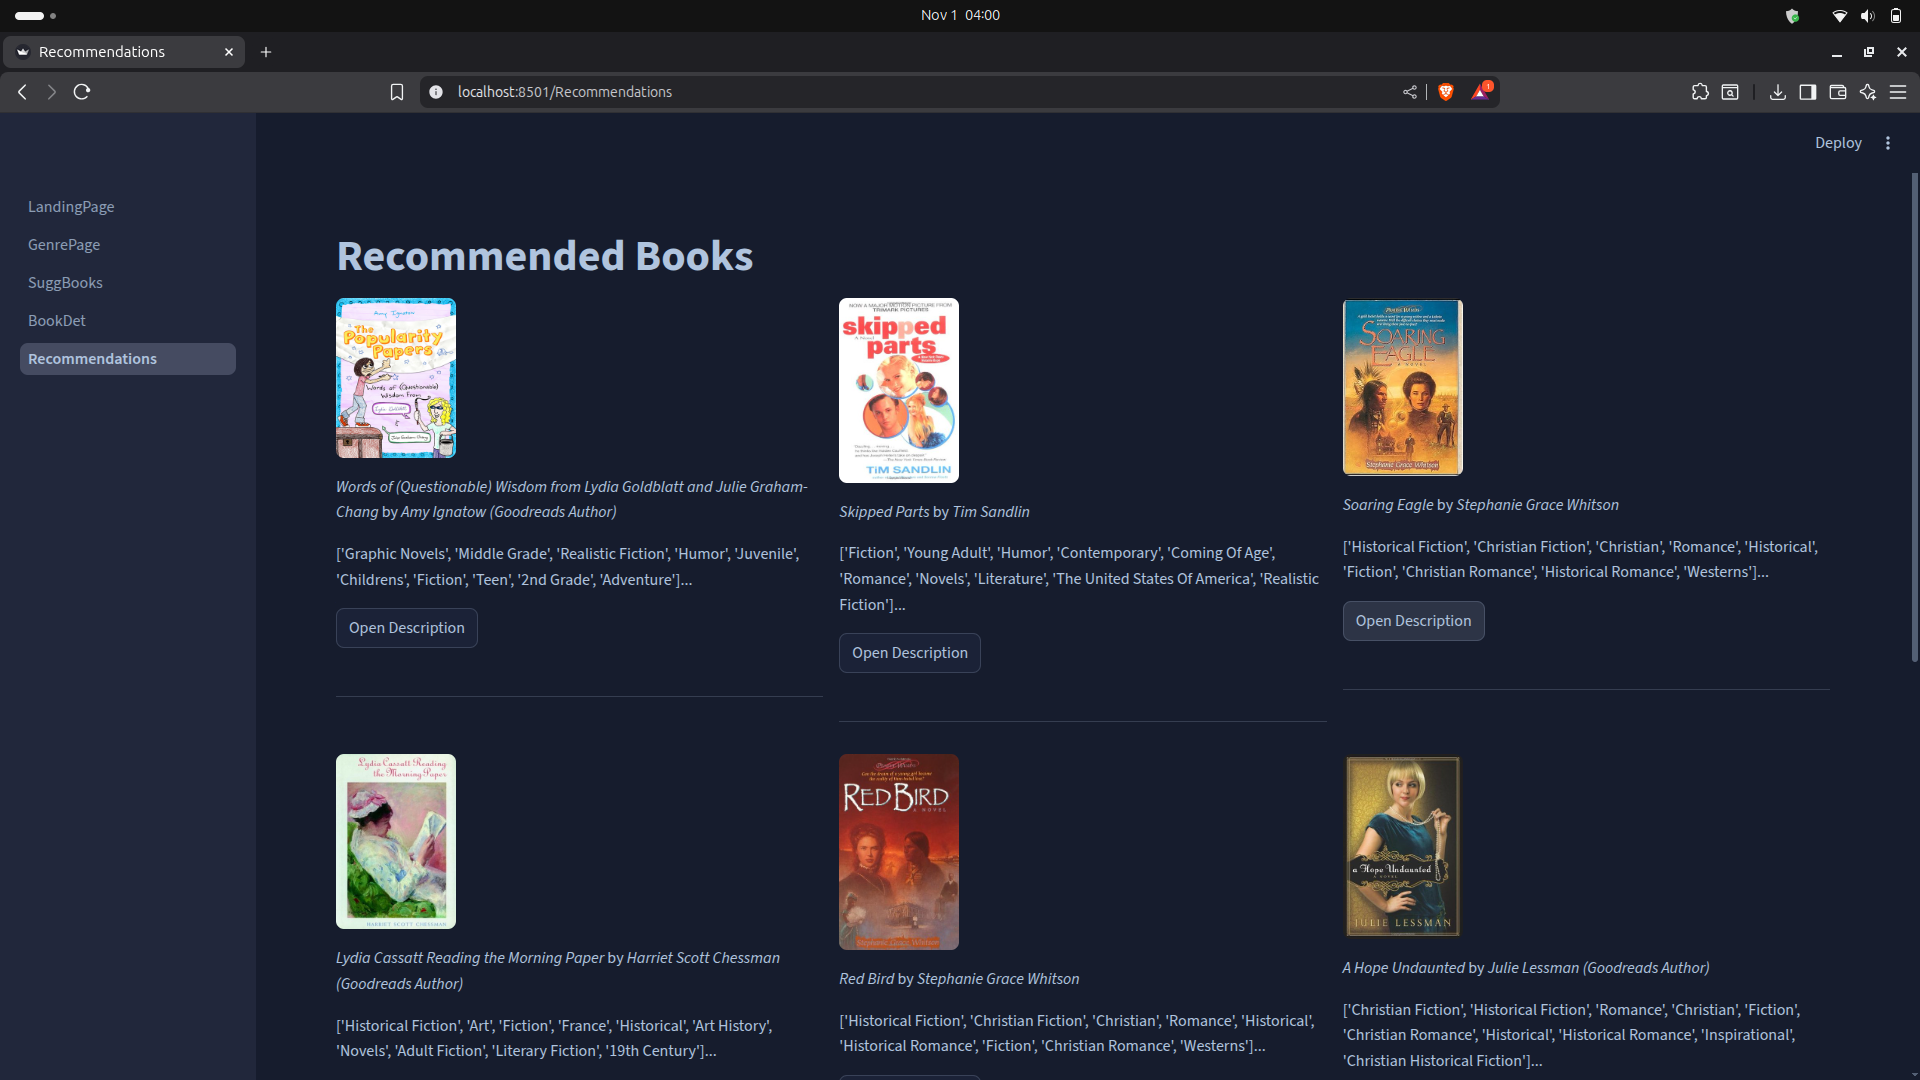 Nov 1 04:00
Recommendations
localhost:8501/Recommendations
1
Deploy
LandingPage
GenrePage
SuggBooks
BookDet
Recommendations
Recommended Books
Amy Ignatow
The
Popularity
Papers
Words of (Questionable)
Wisdom from
Lydia Goldblatt
Julie Graham-Chang
Words of (Questionable) Wisdom from Lydia Goldblatt and Julie Graham-
Chang by Amy Ignatow (Goodreads Author)
['Graphic Novels', 'Middle Grade', 'Realistic Fiction', 'Humor', 'Juvenile',
'Childrens', 'Fiction', 'Teen', '2nd Grade', 'Adventure']...
Open Description
NOW A MAJOR MOTION PICTURE FROM
TRIMARK PICTURES
skipped
parts
A Novel
TIM SANDLIN
Skipped Parts by Tim Sandlin
['Fiction', 'Young Adult', 'Humor', 'Contemporary', 'Coming Of Age',
'Romance', 'Novels', 'Literature', 'The United States Of America', 'Realistic
Fiction']...
Open Description
SOARING
EAGLE
A NOVEL
Stephanie Grace Whitson
Soaring Eagle by Stephanie Grace Whitson
['Historical Fiction', 'Christian Fiction', 'Christian', 'Romance', 'Historical',
'Fiction', 'Christian Romance', 'Historical Romance', 'Westerns']...
Open Description
Lydia Cassatt Reading
the Morning Paper
HARRIET SCOTT CHESSMAN
Lydia Cassatt Reading the Morning Paper by Harriet Scott Chessman
(Goodreads Author)
['Historical Fiction', 'Art', 'Fiction', 'France', 'Historical', 'Art History',
'Novels', 'Adult Fiction', 'Literary Fiction', '19th Century']...
RED BIRD
A NOVEL
Stephanie Grace Whitson
Red Bird by Stephanie Grace Whitson
['Historical Fiction', 'Christian Fiction', 'Christian', 'Romance', 'Historical',
'Historical Romance', 'Fiction', 'Christian Romance', 'Westerns']...
a Hope Undaunted
A NOVEL
JULIE LESSMAN
A Hope Undaunted by Julie Lessman (Goodreads Author)
['Christian Fiction', 'Historical Fiction', 'Romance', 'Christian', 'Fiction',
'Christian Romance', 'Historical', 'Historical Romance', 'Inspirational',
'Christian Historical Fiction']...